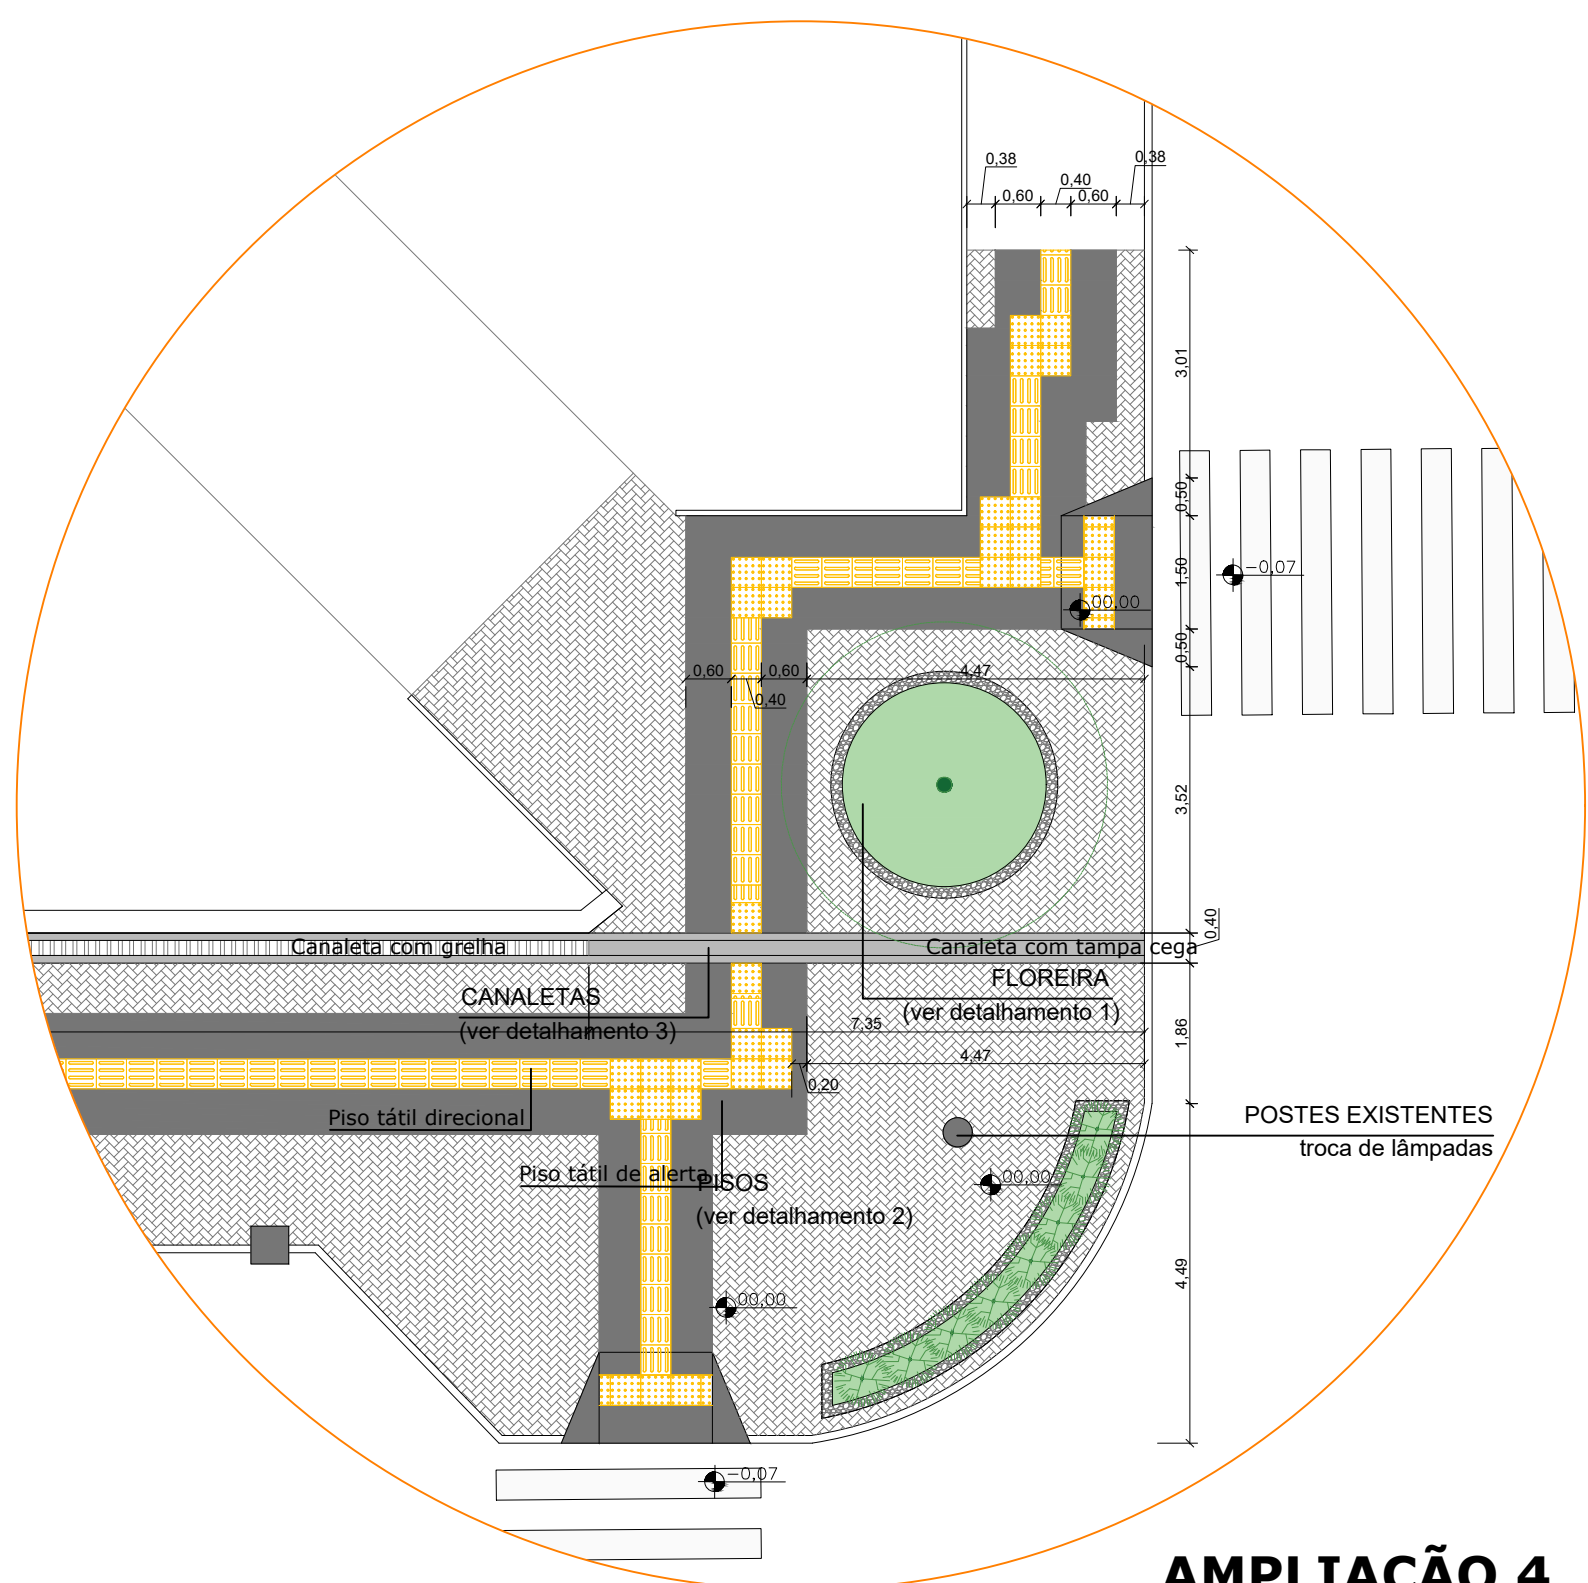 0,38
0,38
0,40
0,60
0,60
3,01
0,50
1,50
-0,07
00,00
0,50
0,60
0,60
4,47
0,40
3,52
0,40
Canaleta com grelha
Canaleta com tampa cega
FLOREIRA
(ver detalhamento 1)
CANALETAS
(ver detalhamento 3)
7,35
1,86
4,47
0,20
Piso tátil direcional
POSTES EXISTENTES
troca de lâmpadas
Piso tátil de alerta
PISOS
(ver detalhamento 2)
00,00
4,49
00,00
-0,07
AMPLIAÇÃO 4